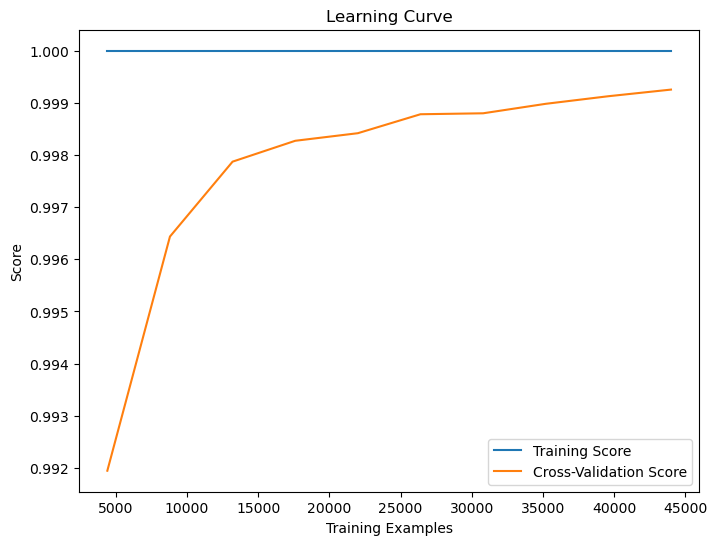 Learning Curve
1.000
0.999
0.998
0.997
0.996
0.995
0.994
0.993
0.992
Score
Training Score
Cross-Validation Score
5000 10000 15000 20000 25000 30000 35000 40000 45000
Training Examples